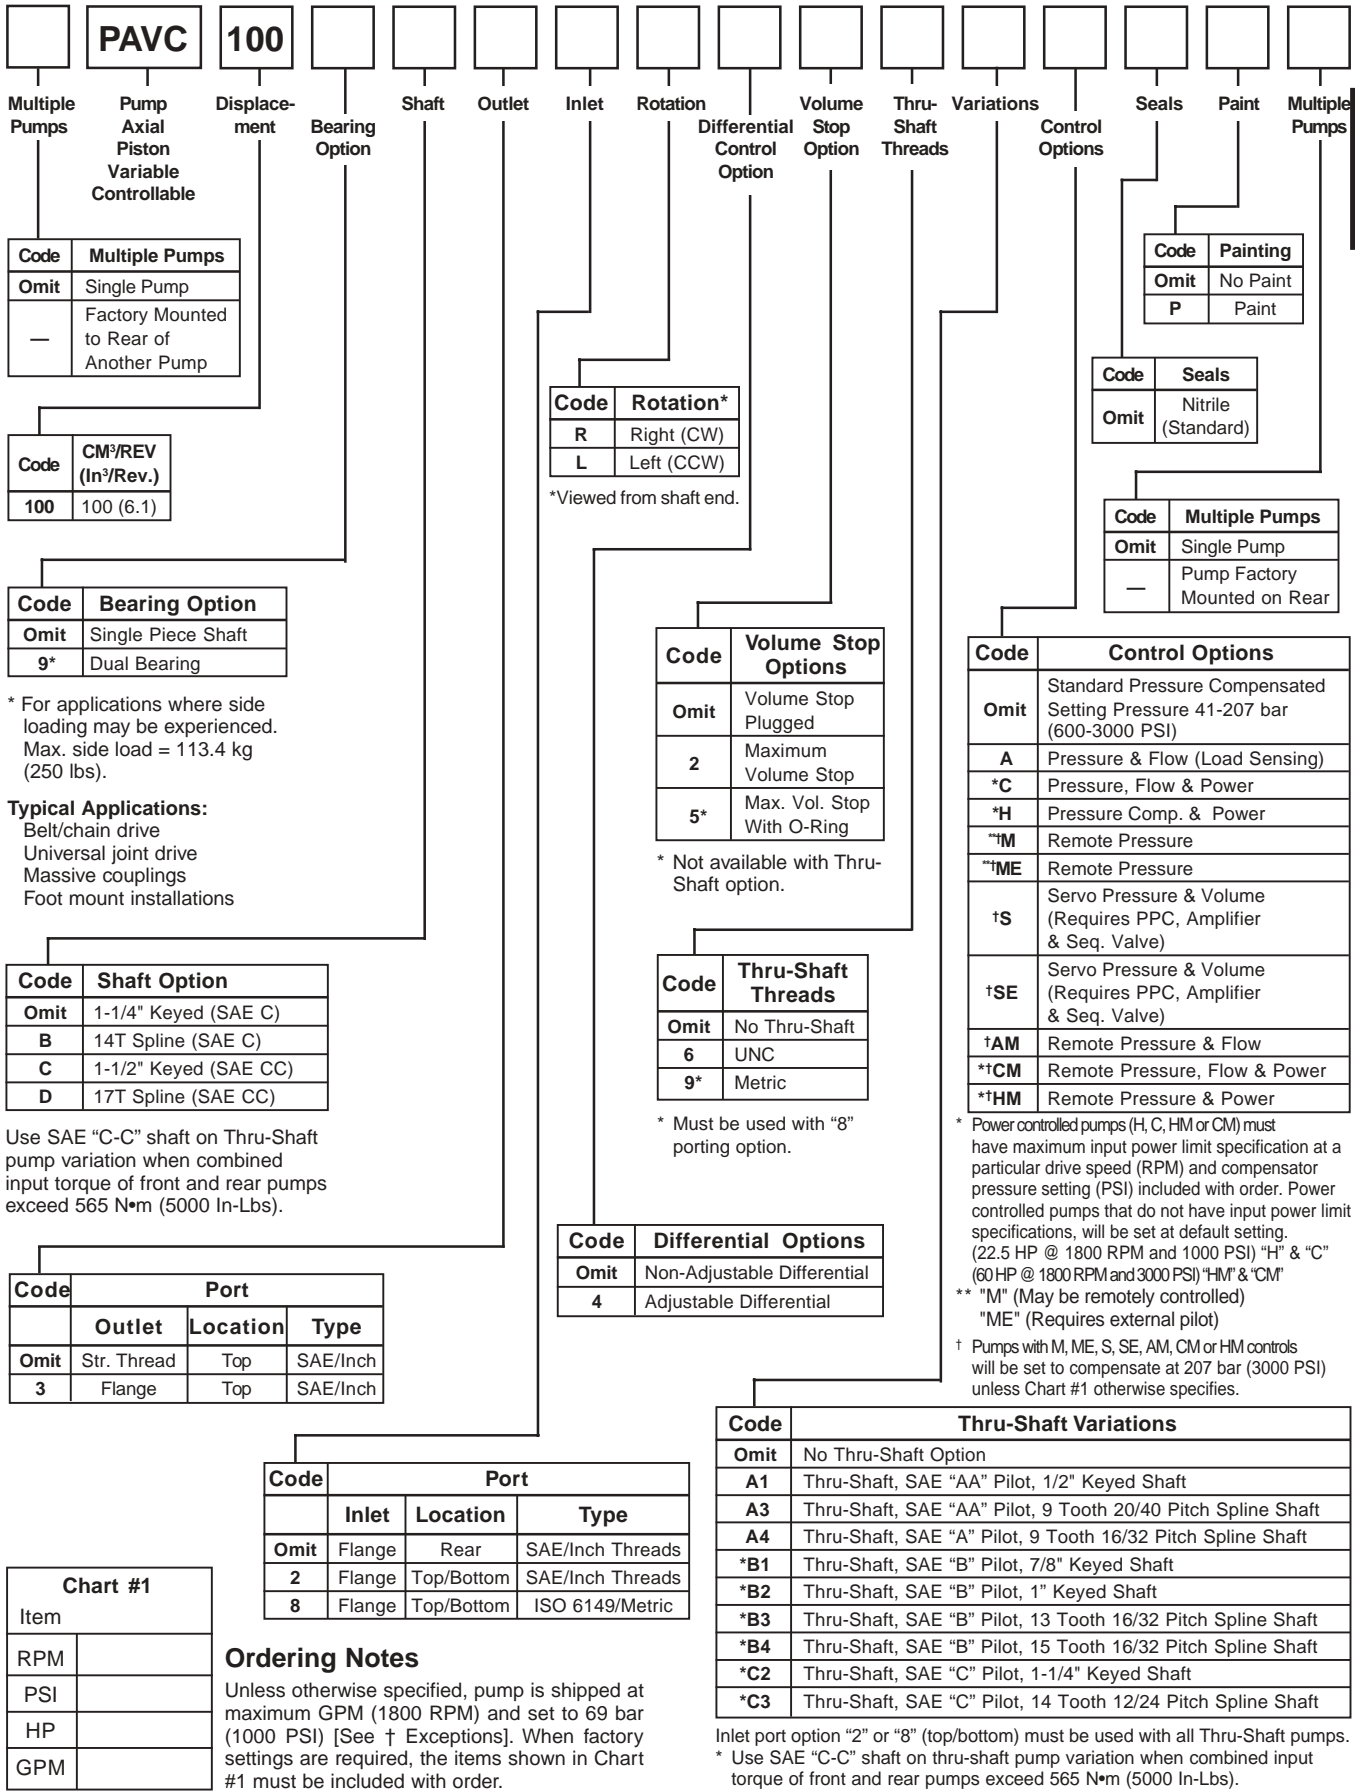 PAVC 100
Multiple Pumps
Pump Axial Piston Variable Controllable
Displace-ment
Bearing Option
Shaft
Outlet
Inlet
Rotation
Differential Control Option
Volume Stop Option
Thru-Shaft Threads
Variations
Control Options
Seals
Paint
Multiple Pumps
Code Multiple Pumps
Omit Single Pump
— Factory Mounted
to Rear of
Another Pump
Code CM³/REV
(In³/Rev.)
100 100 (6.1)
Code Bearing Option
Omit Single Piece Shaft
9* Dual Bearing
* For applications where side
loading may be experienced.
Max. side load = 113.4 kg
(250 lbs).
Typical Applications:
Belt/chain drive
Universal joint drive
Massive couplings
Foot mount installations
Code Shaft Option
Omit 1-1/4" Keyed (SAE C)
B 14T Spline (SAE C)
C 1-1/2" Keyed (SAE CC)
D 17T Spline (SAE CC)
Use SAE “C-C” shaft on Thru-Shaft
pump variation when combined
input torque of front and rear pumps
exceed 565 N•m (5000 In-Lbs).
Code Port
Outlet Location Type
Omit Str. Thread Top SAE/Inch
3 Flange Top SAE/Inch
Code Port
Inlet Location Type
Omit Flange Rear SAE/Inch Threads
2 Flange Top/Bottom SAE/Inch Threads
8 Flange Top/Bottom ISO 6149/Metric
Chart #1
Item
RPM
PSI
HP
GPM
Ordering Notes
Unless otherwise specified, pump is shipped at
maximum GPM (1800 RPM) and set to 69 bar
(1000 PSI) [See † Exceptions]. When factory
settings are required, the items shown in Chart
#1 must be included with order.
Code Rotation*
R Right (CW)
L Left (CCW)
*Viewed from shaft end.
Code Volume Stop
Options
Omit Volume Stop
Plugged
2 Maximum
Volume Stop
5* Max. Vol. Stop
With O-Ring
* Not available with Thru-
Shaft option.
Code Thru-Shaft
Threads
Omit No Thru-Shaft
6 UNC
9* Metric
* Must be used with “8”
porting option.
Code Differential Options
Omit Non-Adjustable Differential
4 Adjustable Differential
Code Painting
Omit No Paint
P Paint
Code Seals
Omit Nitrile
(Standard)
Code Multiple Pumps
Omit Single Pump
— Pump Factory
Mounted on Rear
Code Control Options
Omit Standard Pressure Compensated
Setting Pressure 41-207 bar
(600-3000 PSI)
A Pressure & Flow (Load Sensing)
*C Pressure, Flow & Power
*H Pressure Comp. & Power
**†M Remote Pressure
**†ME Remote Pressure
†S Servo Pressure & Volume
(Requires PPC, Amplifier
& Seq. Valve)
†SE Servo Pressure & Volume
(Requires PPC, Amplifier
& Seq. Valve)
†AM Remote Pressure & Flow
*†CM Remote Pressure, Flow & Power
*†HM Remote Pressure & Power
* Power controlled pumps (H, C, HM or CM) must
have maximum input power limit specification at a
particular drive speed (RPM) and compensator
pressure setting (PSI) included with order. Power
controlled pumps that do not have input power limit
specifications, will be set at default setting.
(22.5 HP @ 1800 RPM and 1000 PSI) “H” & “C”
(60 HP @ 1800 RPM and 3000 PSI) “HM” & “CM”
** "M" (May be remotely controlled)
"ME" (Requires external pilot)
† Pumps with M, ME, S, SE, AM, CM or HM controls
will be set to compensate at 207 bar (3000 PSI)
unless Chart #1 otherwise specifies.
Code Thru-Shaft Variations
Omit No Thru-Shaft Option
A1 Thru-Shaft, SAE “AA” Pilot, 1/2" Keyed Shaft
A3 Thru-Shaft, SAE “AA” Pilot, 9 Tooth 20/40 Pitch Spline Shaft
A4 Thru-Shaft, SAE “A” Pilot, 9 Tooth 16/32 Pitch Spline Shaft
*B1 Thru-Shaft, SAE “B” Pilot, 7/8" Keyed Shaft
*B2 Thru-Shaft, SAE “B” Pilot, 1” Keyed Shaft
*B3 Thru-Shaft, SAE “B” Pilot, 13 Tooth 16/32 Pitch Spline Shaft
*B4 Thru-Shaft, SAE “B” Pilot, 15 Tooth 16/32 Pitch Spline Shaft
*C2 Thru-Shaft, SAE “C” Pilot, 1-1/4" Keyed Shaft
*C3 Thru-Shaft, SAE “C” Pilot, 14 Tooth 12/24 Pitch Spline Shaft
Inlet port option “2” or “8” (top/bottom) must be used with all Thru-Shaft pumps.
* Use SAE “C-C” shaft on thru-shaft pump variation when combined input
torque of front and rear pumps exceed 565 N•m (5000 In-Lbs).